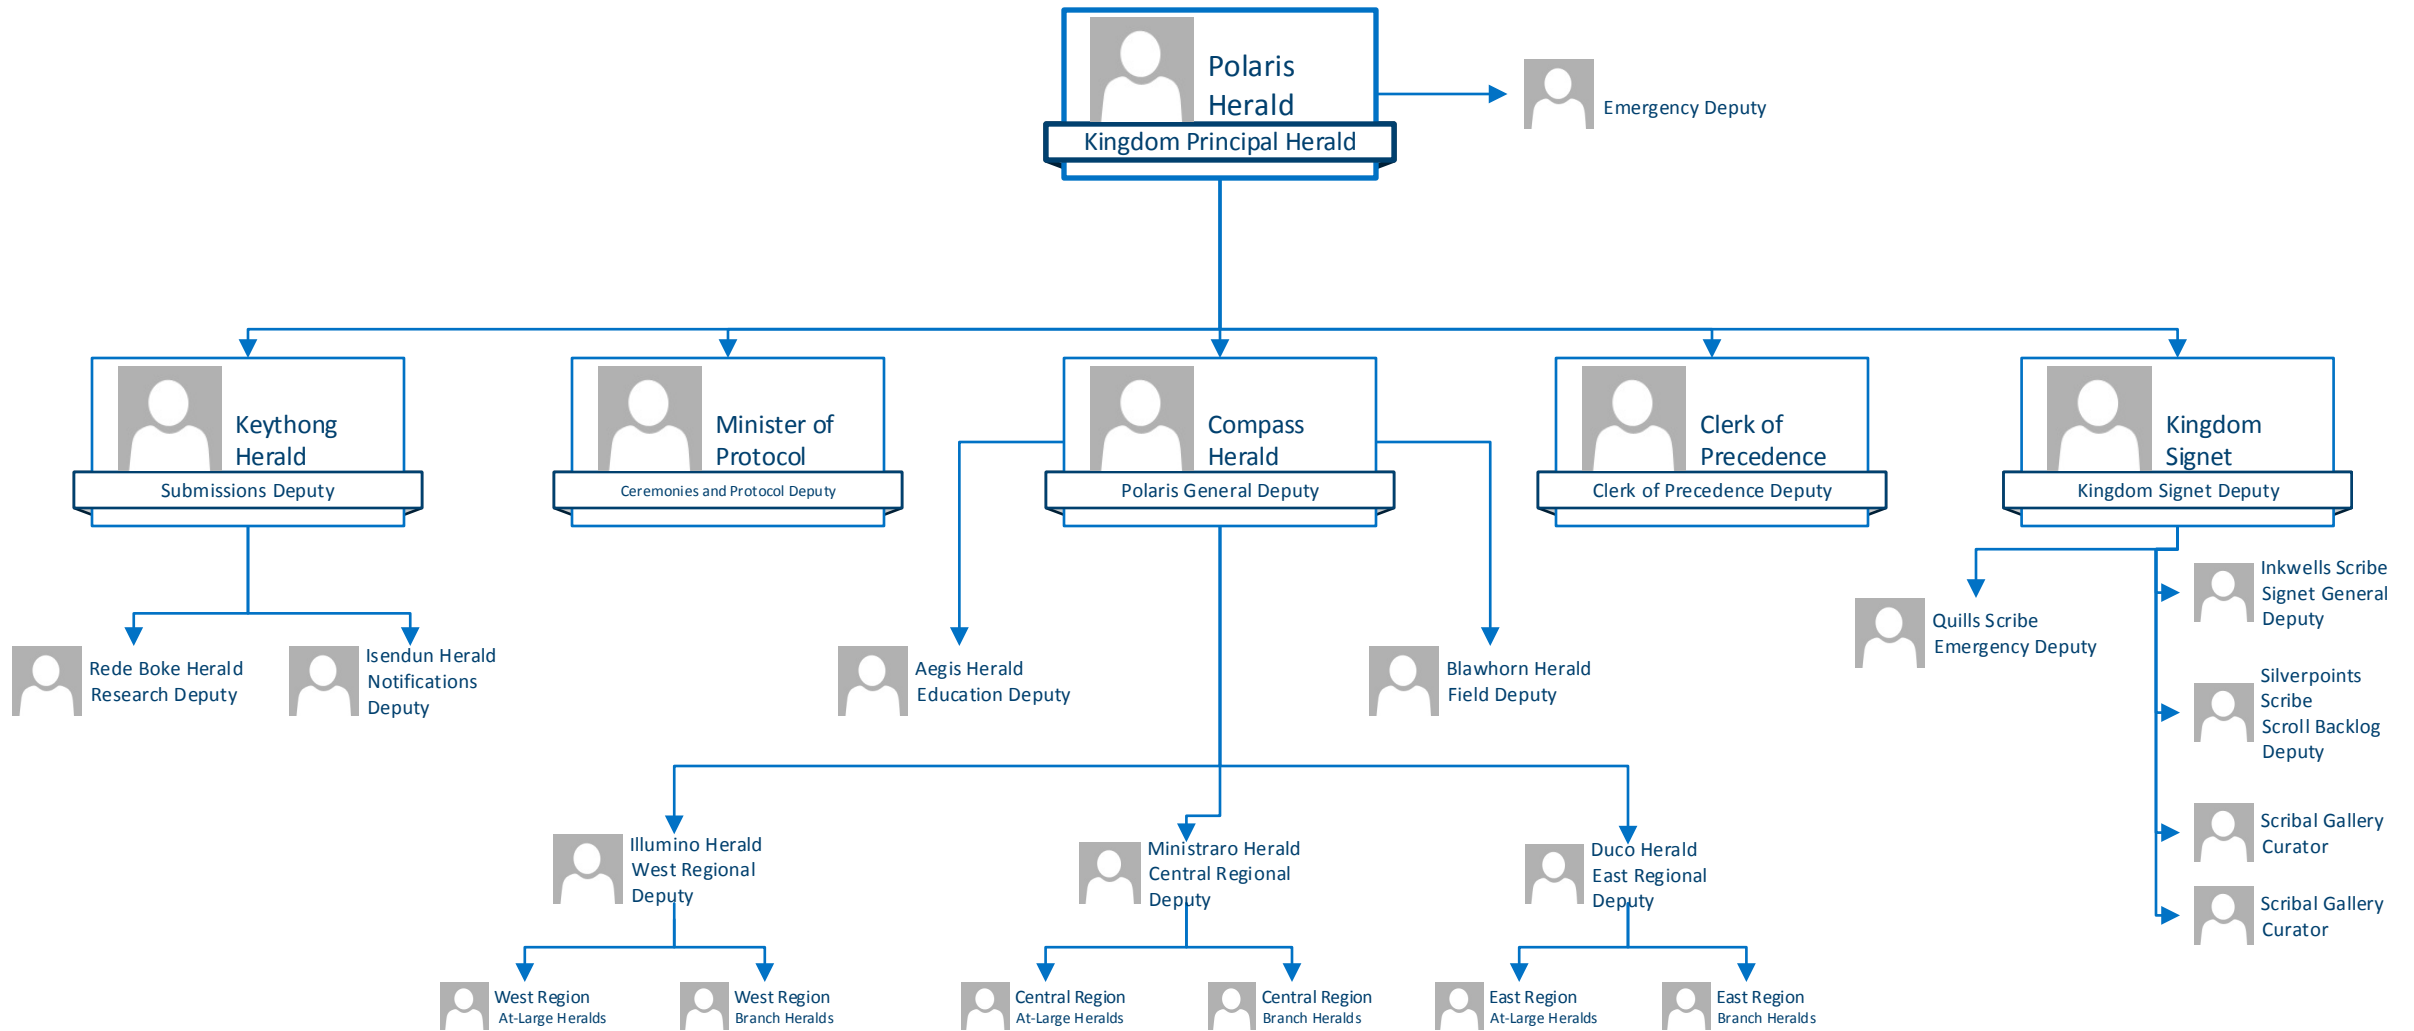 Polaris
Herald
Kingdom Principal Herald
Emergency Deputy
Keythong
Herald
Submissions Deputy
Minister of
Protocol
Ceremonies and Protocol Deputy
Compass
Herald
Polaris General Deputy
Clerk of
Precedence
Clerk of Precedence Deputy
Kingdom
Signet
Kingdom Signet Deputy
Rede Boke Herald
Research Deputy
Isendun Herald
Notifications
Deputy
Aegis Herald
Education Deputy
Blawhorn Herald
Field Deputy
Quills Scribe
Emergency Deputy
Inkwells Scribe
Signet General
Deputy
Silverpoints
Scribe
Scroll Backlog
Deputy
Scribal Gallery
Curator
Scribal Gallery
Curator
Illumino Herald
West Regional
Deputy
Ministraro Herald
Central Regional
Deputy
Duco Herald
East Regional
Deputy
West Region
At-Large Heralds
West Region
Branch Heralds
Central Region
At-Large Heralds
Central Region
Branch Heralds
East Region
At-Large Heralds
East Region
Branch Heralds